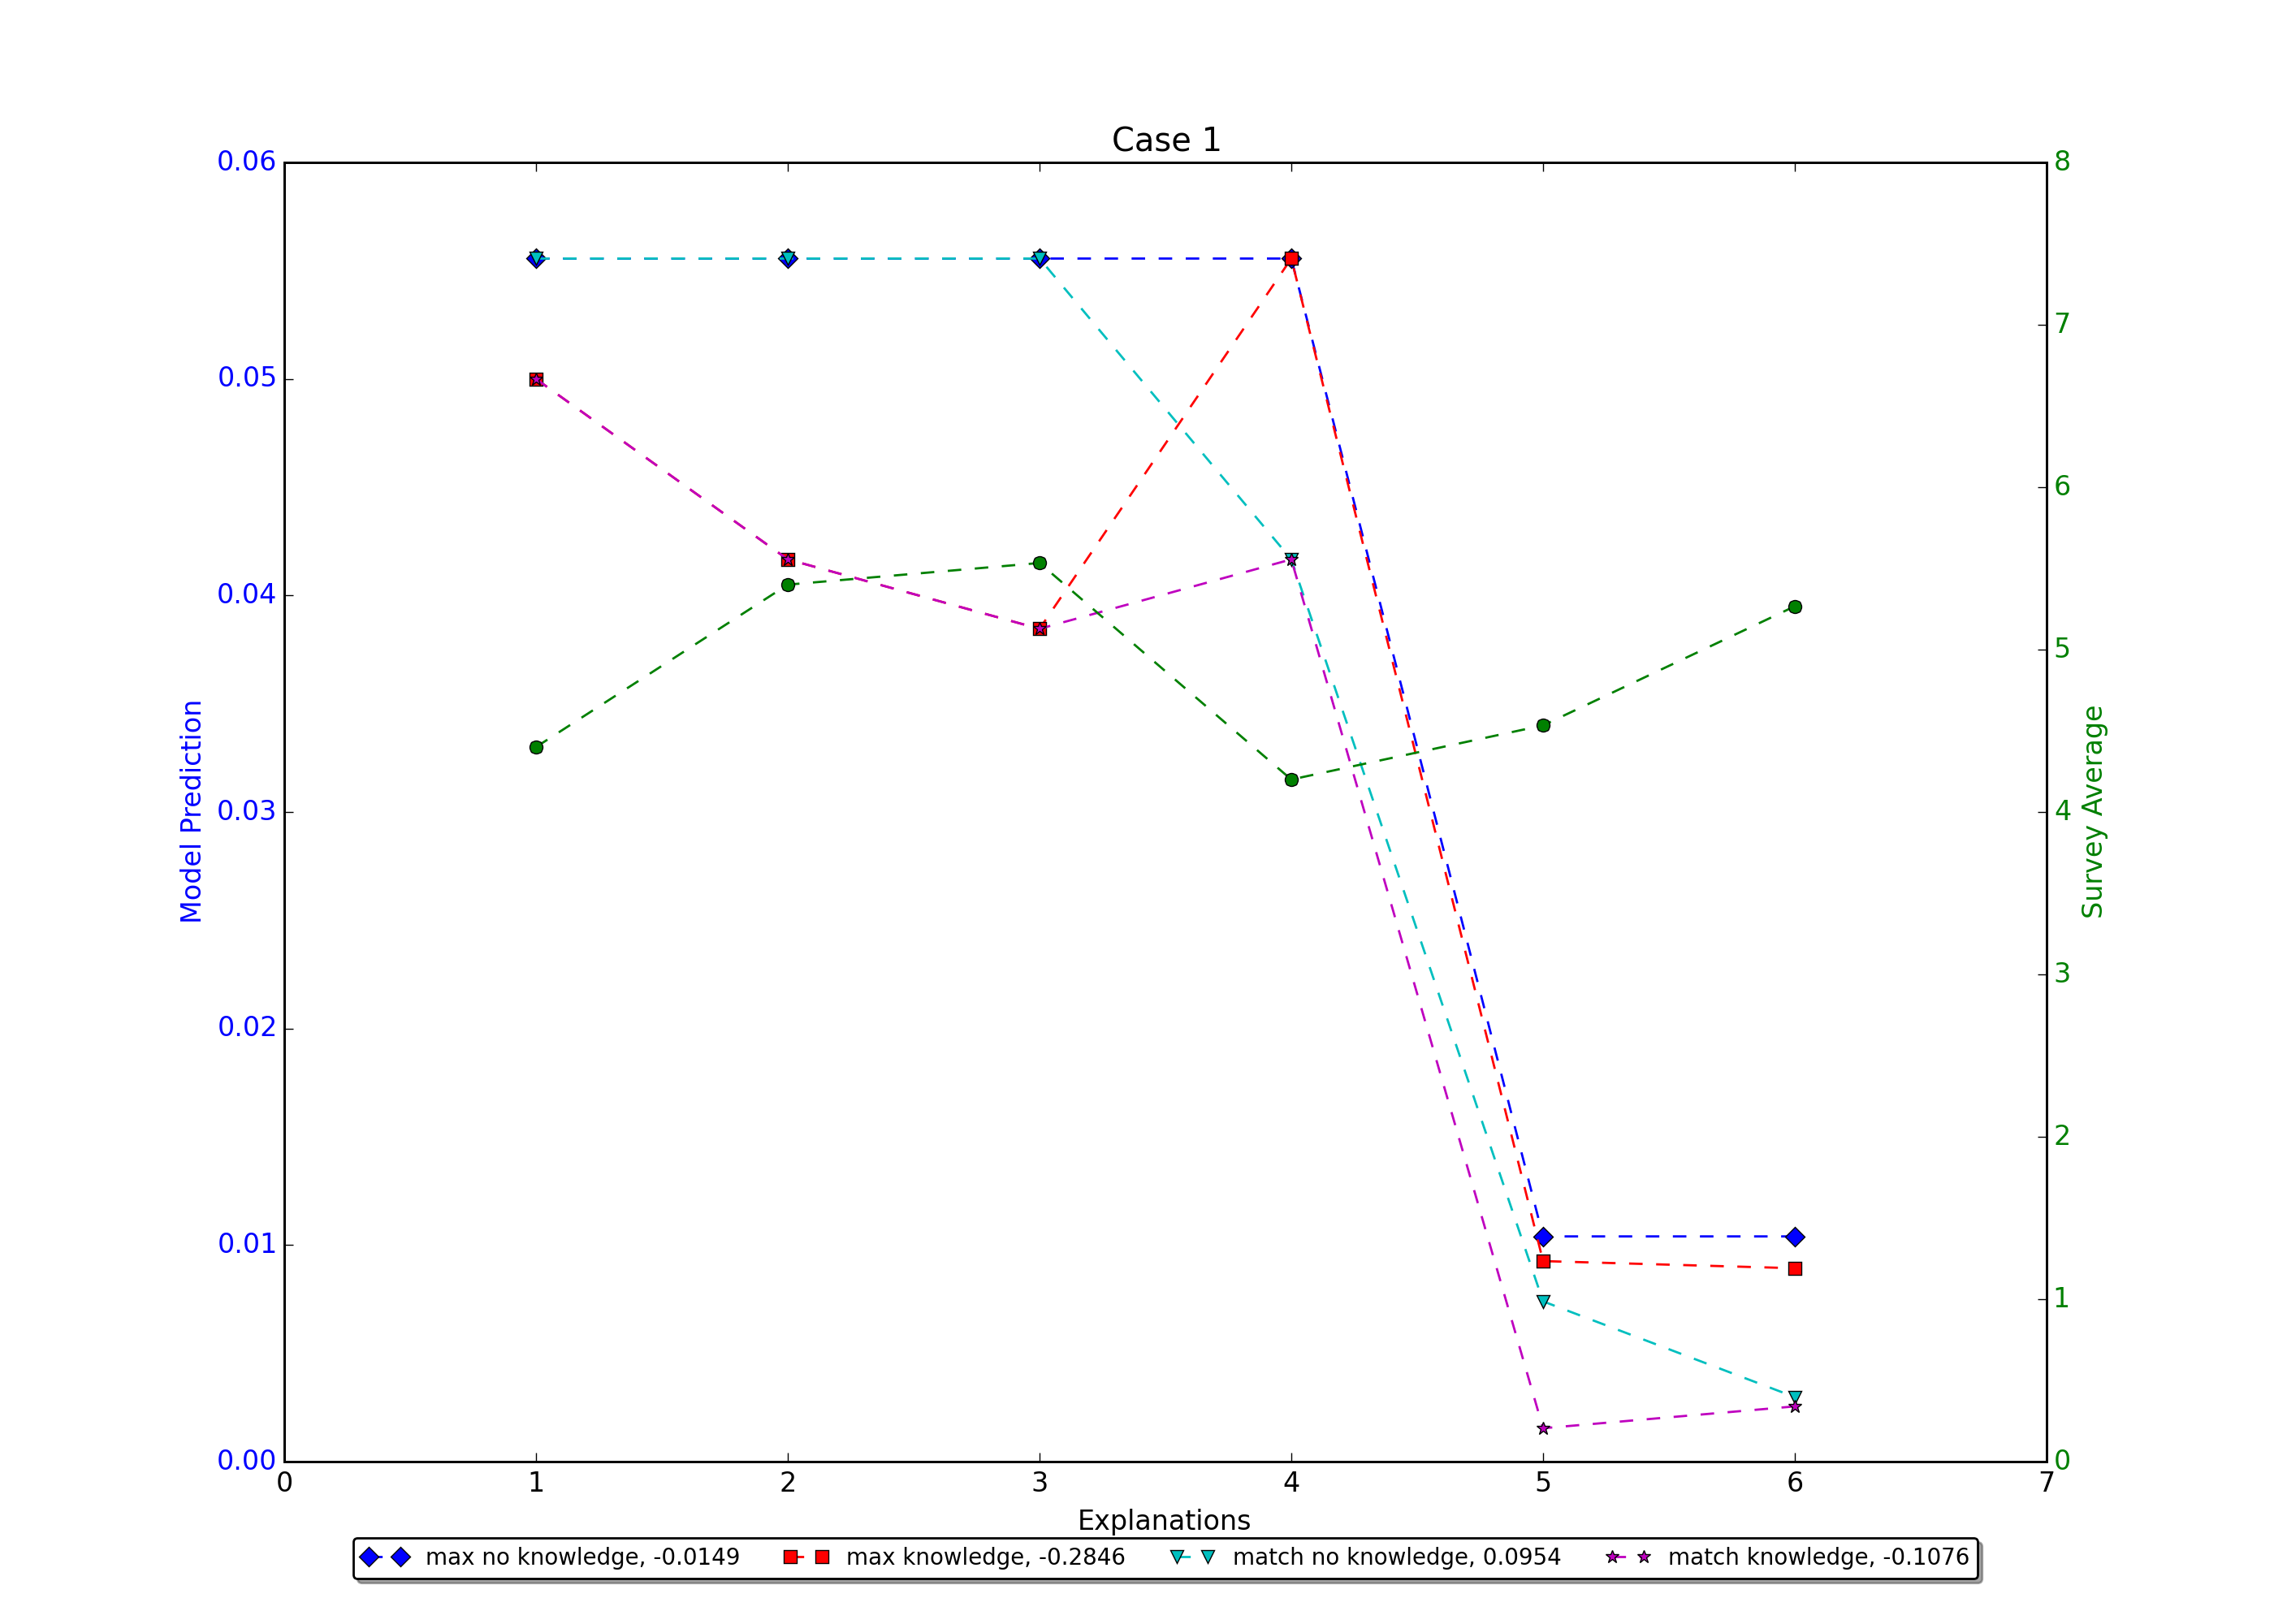 Case 1
0.06
0.05
0.04
0.03
0.02
0.01
0.00
Model Prediction
8
7
6
5
4
3
2
1
0
Survey Average
0 1 2 3 4 5 6 7
Explanations
max no knowledge, -0.0149 max knowledge, -0.2846 match no knowledge, 0.0954 match knowledge, -0.1076